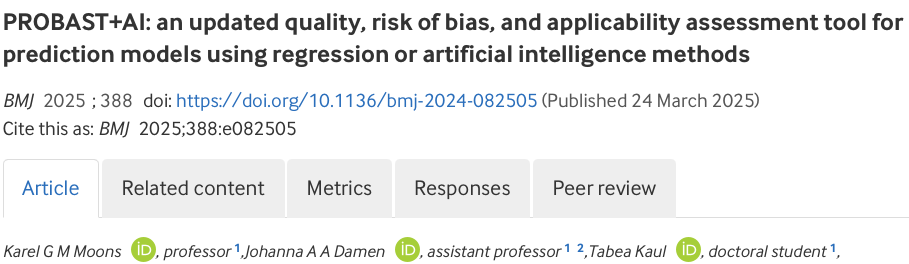 PROBAST+AI: an updated quality, risk of bias, and applicability assessment tool for
prediction models using regression or artificial intelligence methods
BMJ 2025 ; 388 doi: https://doi.org/10.1136/bmj-2024-082505 (Published 24 March 2025)
Cite this as: BMJ 2025;388:e082505
Article Related content Metrics Responses Peer review
Karel G M Moons iD, professor 1,Johanna A A Damen iD, assistant professor 1 2,Tabea Kaul iD, doctoral student 1,